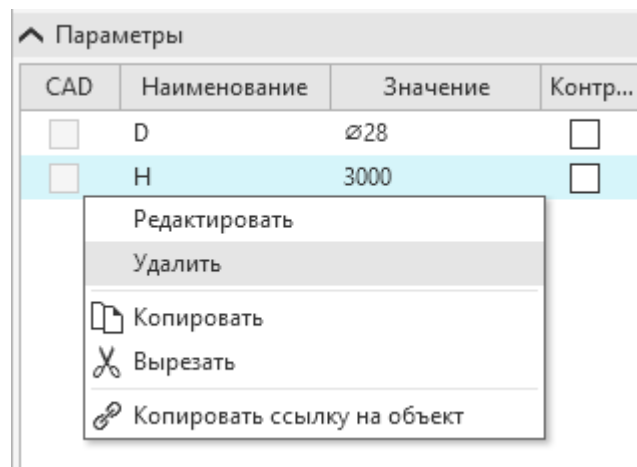 Параметры
CAD Наименование Значение Контр...
D ⌀28
H 3000
Редактировать
Удалить
Копировать
Вырезать
Копировать ссылку на объект